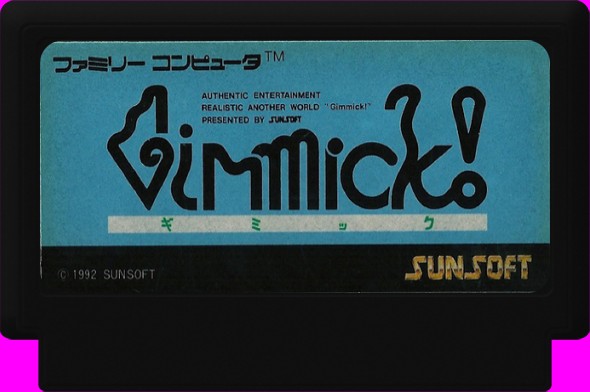 ファミリー コンピュータ™
AUTHENTIC ENTERTAINMENT
REALISTIC ANOTHER WORLD "Gimmick!"
PRESENTED BY SUNSOFT
Gimmick!
ギミック
© 1992 SUNSOFT
SUNSOFT